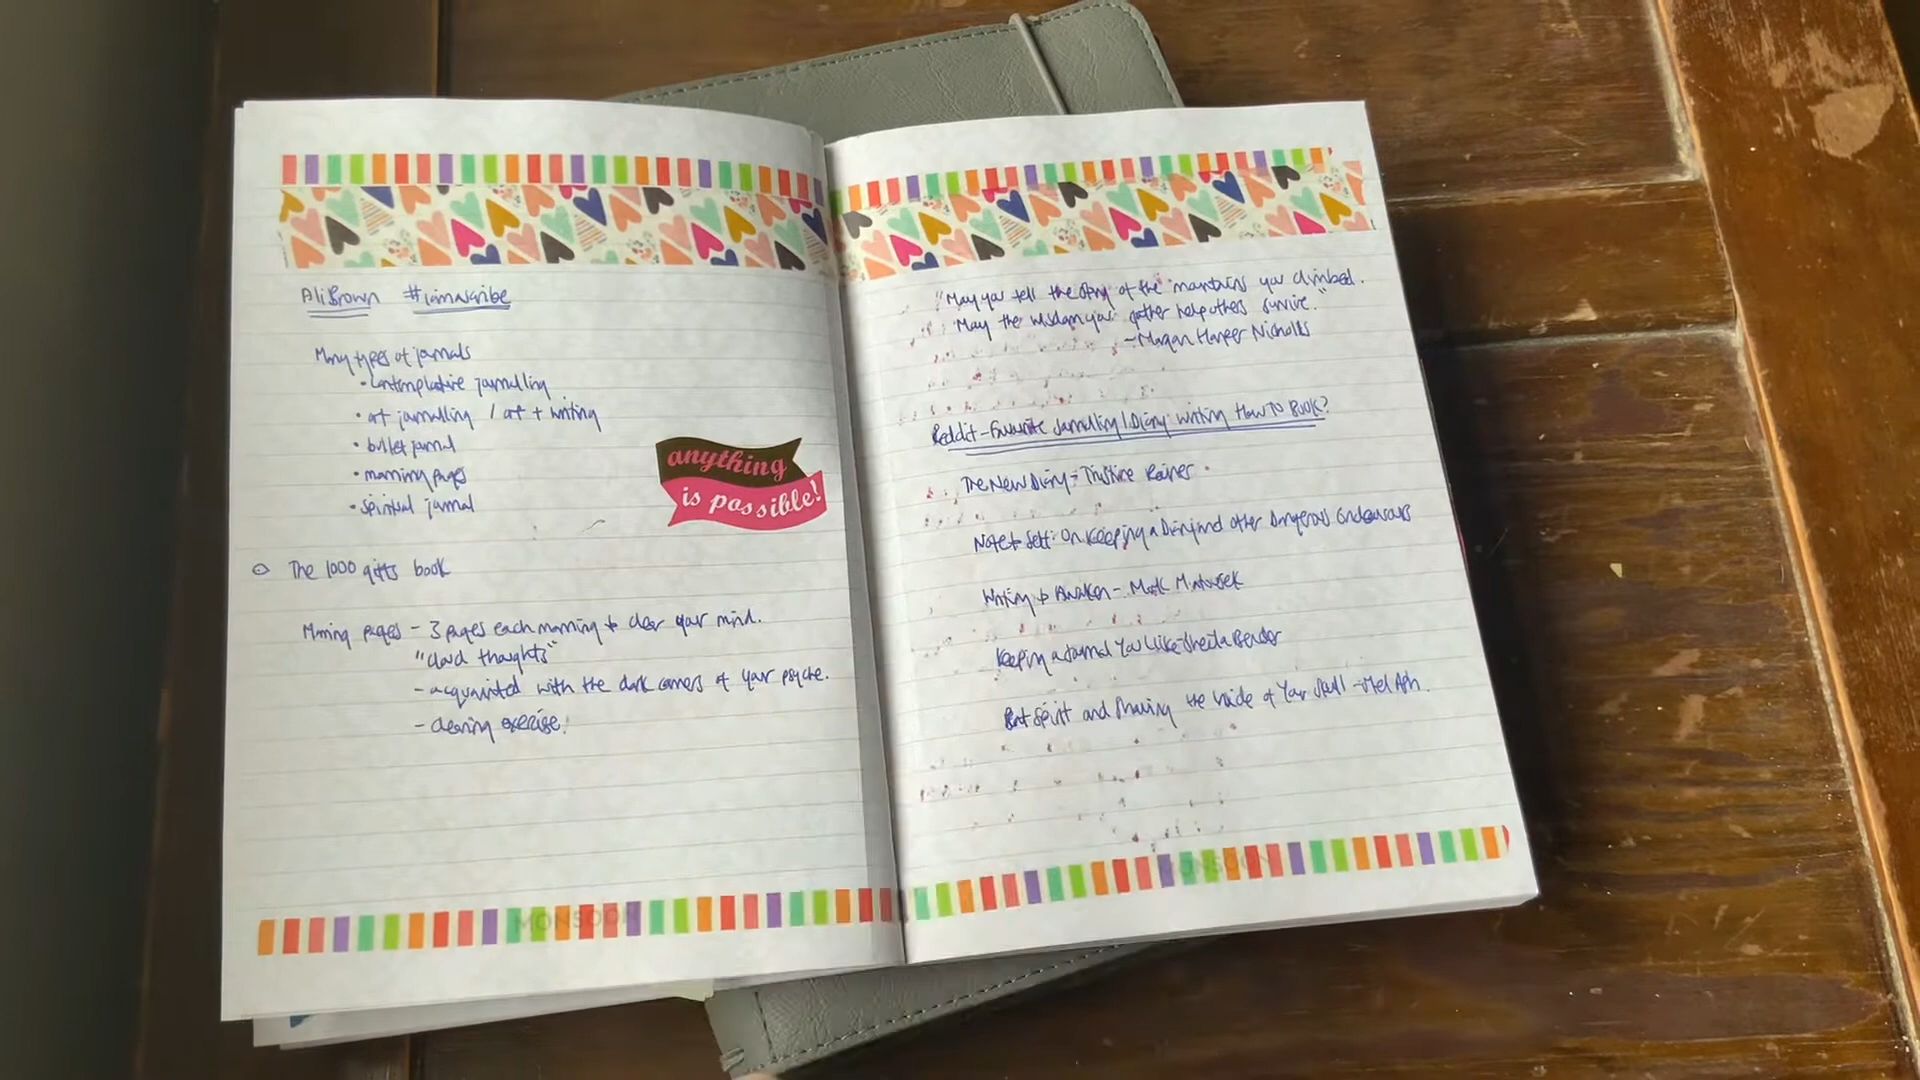 Ali Brown #iamascribe
Many types of journals
• contemplative journalling
• art journalling / art + writing
• bullet journal
• morning pages
• spiritual journal
anything
is possible!
The 1000 gifts book
Morning pages - 3 pages each morning to clear your mind.
"cloud thoughts"
- acquainted with the dark corners of your psyche.
- clearing exercise!
MONSOON
"May you tell the story of the mountains you climbed.
May the wisdom you gather help others survive."
- Morgan Harper Nichols
Reddit - Favourite Journalling / Diary Writing How To Book?
The New Diary - Tristine Rainer
Note to Self: On Keeping a Diary and Other Dangerous Endeavours
Writing to Awaken - Mark Matousek
Keeping a Journal You Like - Sheila Bender
Spirit and Shaving the Inside of Your Skull - Mel Ash.
MONSOON